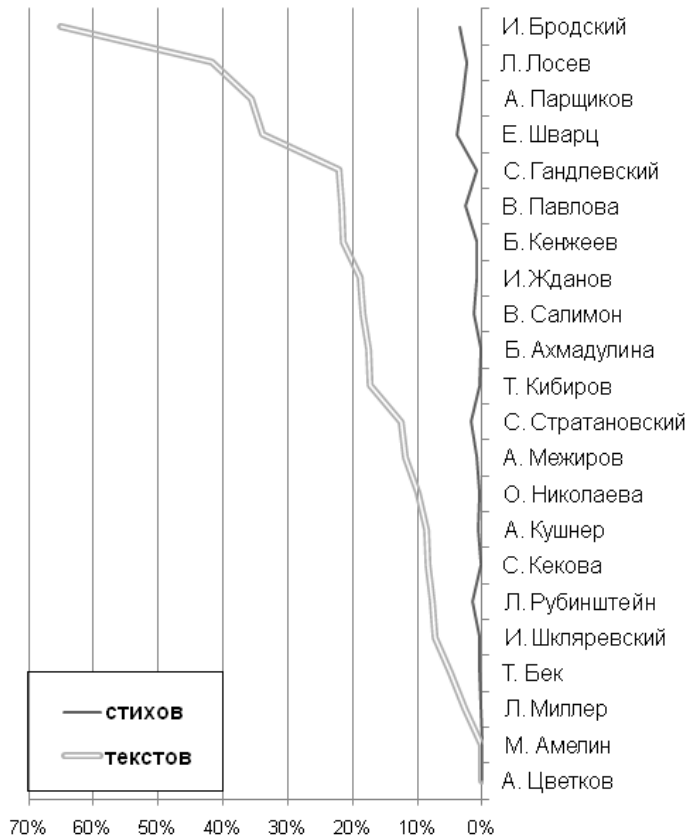 И. Бродский
Л. Лосев
А. Парщиков
Е. Шварц
С. Гандлевский
В. Павлова
Б. Кенжеев
И. Жданов
В. Салимон
Б. Ахмадулина
Т. Кибиров
С. Стратановский
А. Межиров
О. Николаева
А. Кушнер
С. Кекова
Л. Рубинштейн
И. Шкляревский
Т. Бек
Л. Миллер
М. Амелин
А. Цветков
стихов
текстов
70% 60% 50% 40% 30% 20% 10% 0%